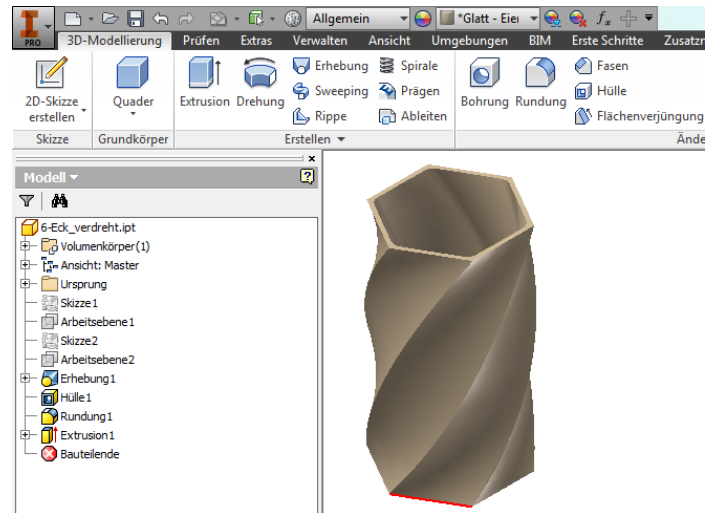 Allgemein *Glatt - Eier fx
PRO 3D-Modellierung Prüfen Extras Verwalten Ansicht Umgebungen BIM Erste Schritte Zusatzm
2D-Skizze erstellen Quader Extrusion Drehung Erhebung Spirale Bohrung Rundung Fasen
Sweeping Prägen Hülle
Rippe Ableiten Flächenverjüngung
Skizze Grundkörper Erstellen Ände
Modell
6-Eck_verdreht.ipt
Volumenkörper(1)
Ansicht: Master
Ursprung
Skizze1
Arbeitsebene1
Skizze2
Arbeitsebene2
Erhebung1
Hülle1
Rundung1
Extrusion1
Bauteilende